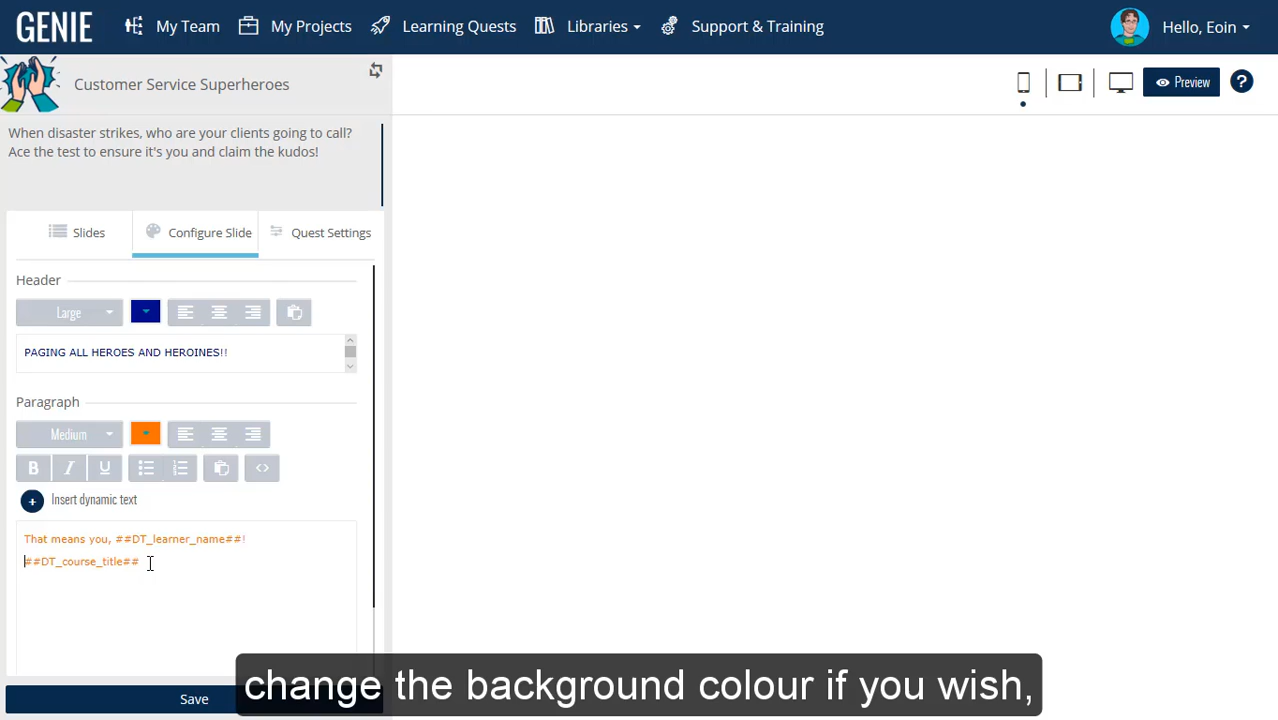 GENIE
My Team
My Projects
Learning Quests
Libraries
Support & Training
Hello, Eoin
Customer Service Superheroes
Preview
?
When disaster strikes, who are your clients going to call?
Ace the test to ensure it's you and claim the kudos!
Slides
Configure Slide
Quest Settings
Header
Large
PAGING ALL HEROES AND HEROINES!!
Paragraph
Medium
B I U
<>
+ Insert dynamic text
That means you, ##DT_learner_name##!
##DT_course_title##
Save
change the background colour if you wish,